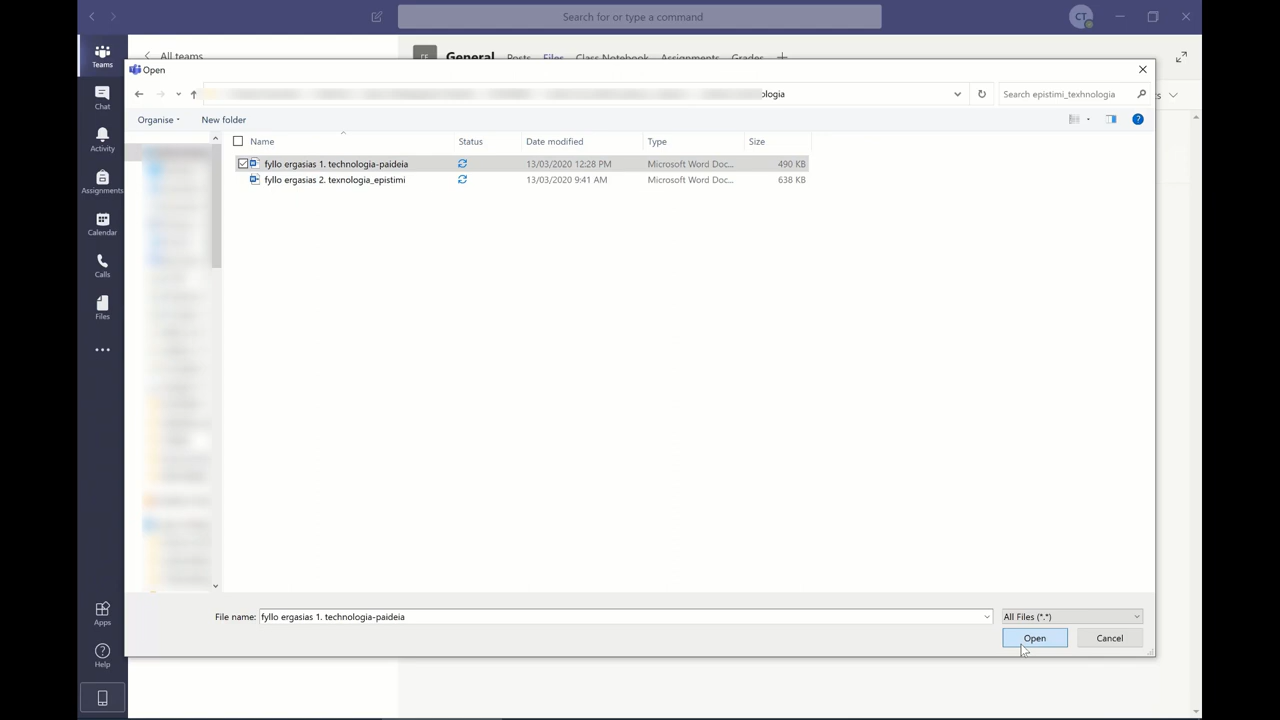 Search for or type a command
CT
Teams
Chat
Activity
Assignments
Calendar
Calls
Files
Apps
Help
All teams
General Posts Files Class Notebook Assignments Grades
Open
ologia
Search epistimi_texhnologia
Organise
New folder
Name Status Date modified Type Size
fyllo ergasias 1. technologia-paideia 13/03/2020 12:28 PM Microsoft Word Doc... 490 KB
fyllo ergasias 2. texnologia_epistimi 13/03/2020 9:41 AM Microsoft Word Doc... 638 KB
File name: fyllo ergasias 1. technologia-paideia
All Files (*.*)
Open Cancel